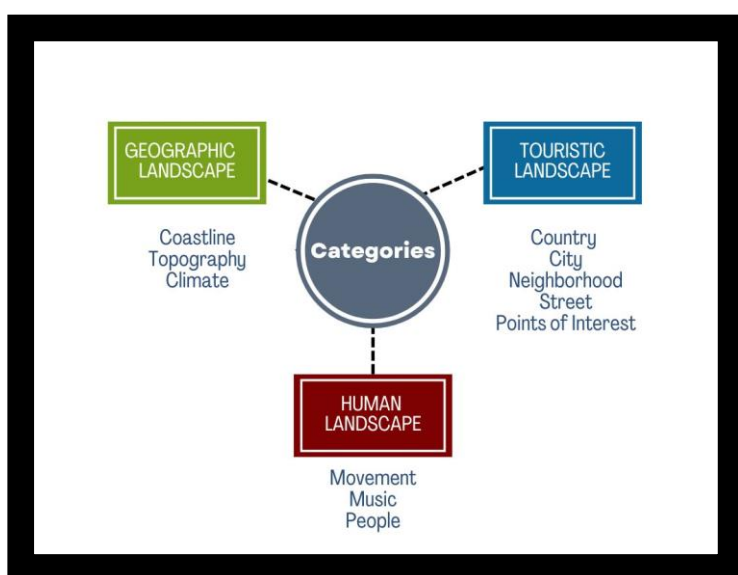 GEOGRAPHIC
LANDSCAPE
Coastline
Topography
Climate
Categories
TOURISTIC
LANDSCAPE
Country
City
Neighborhood
Street
Points of Interest
HUMAN
LANDSCAPE
Movement
Music
People